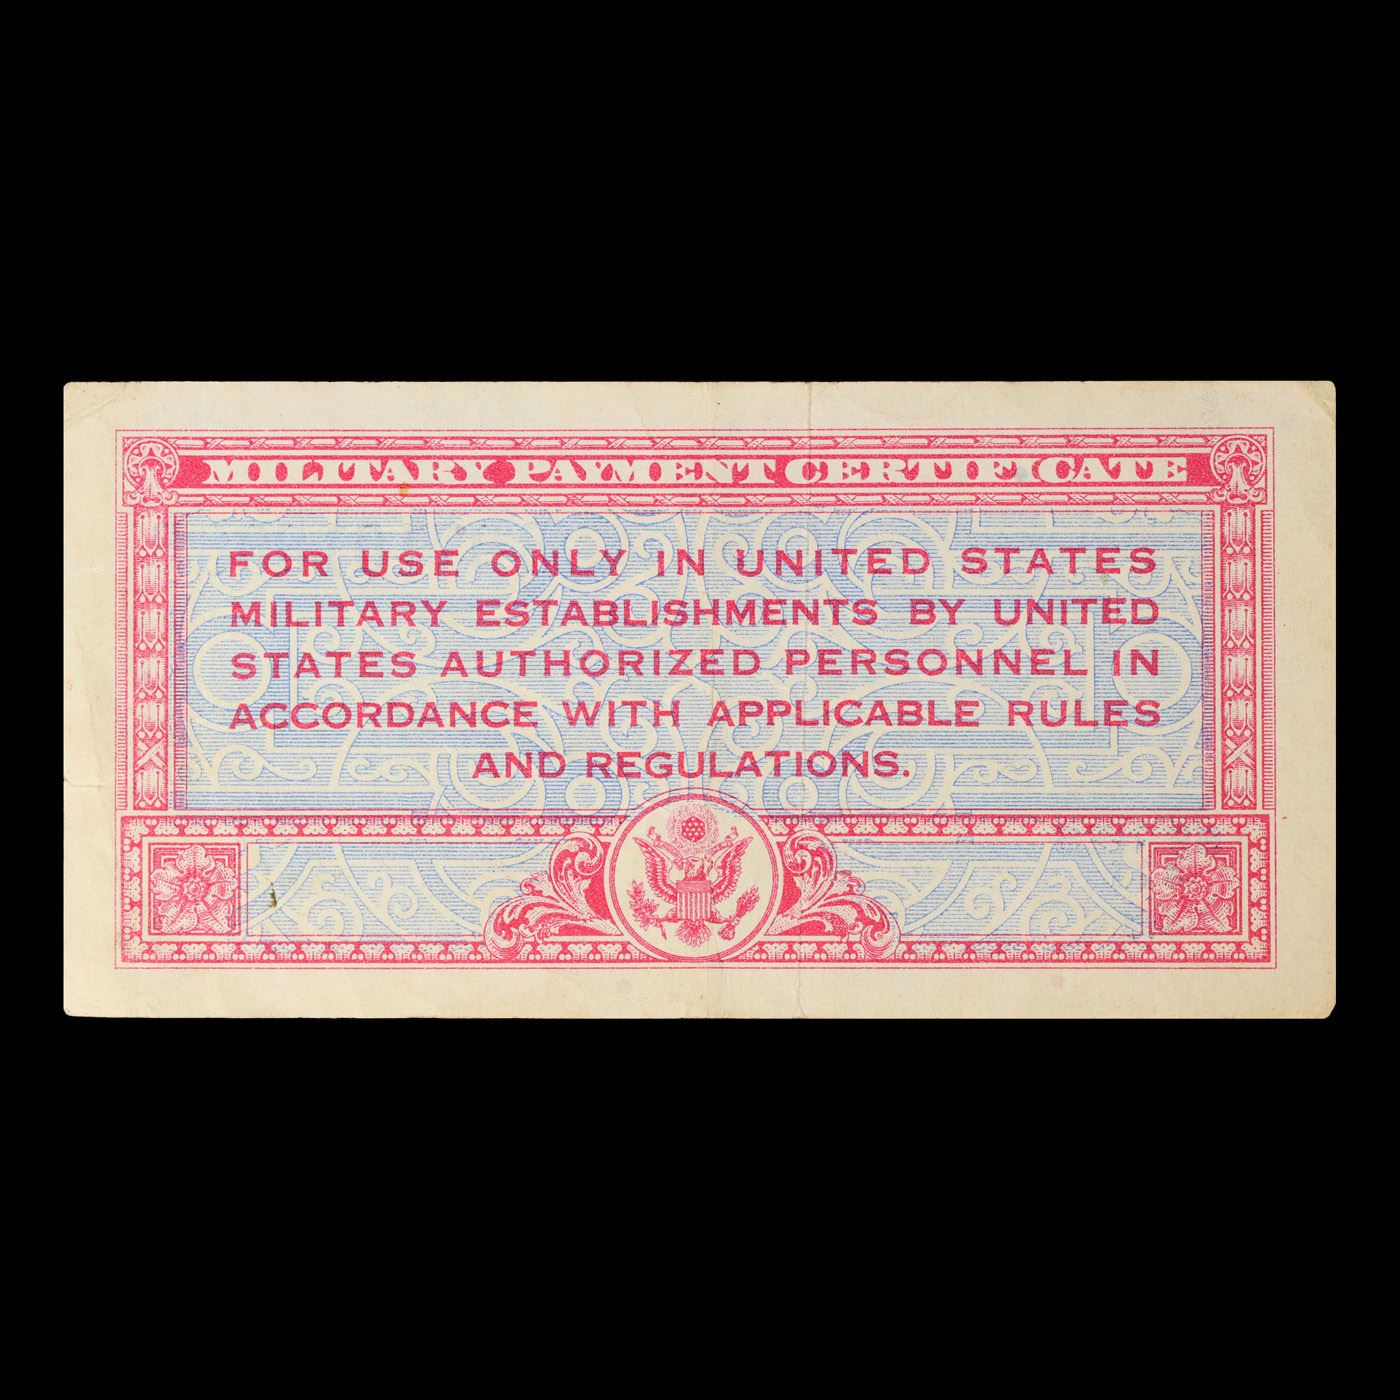 MILITARY PAYMENT CERTIFICATE
FOR USE ONLY IN UNITED STATES
MILITARY ESTABLISHMENTS BY UNITED
STATES AUTHORIZED PERSONNEL IN
ACCORDANCE WITH APPLICABLE RULES
AND REGULATIONS.